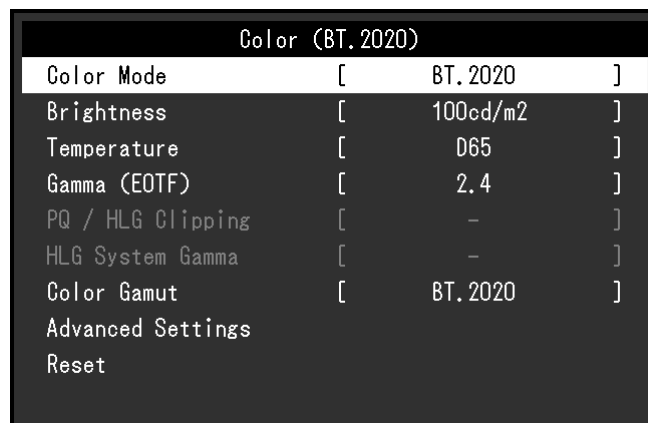 Color (BT.2020)
Color Mode [ BT.2020 ]
Brightness [ 100cd/m2 ]
Temperature [ D65 ]
Gamma (EOTF) [ 2.4 ]
PQ / HLG Clipping [ – ]
HLG System Gamma [ – ]
Color Gamut [ BT.2020 ]
Advanced Settings
Reset